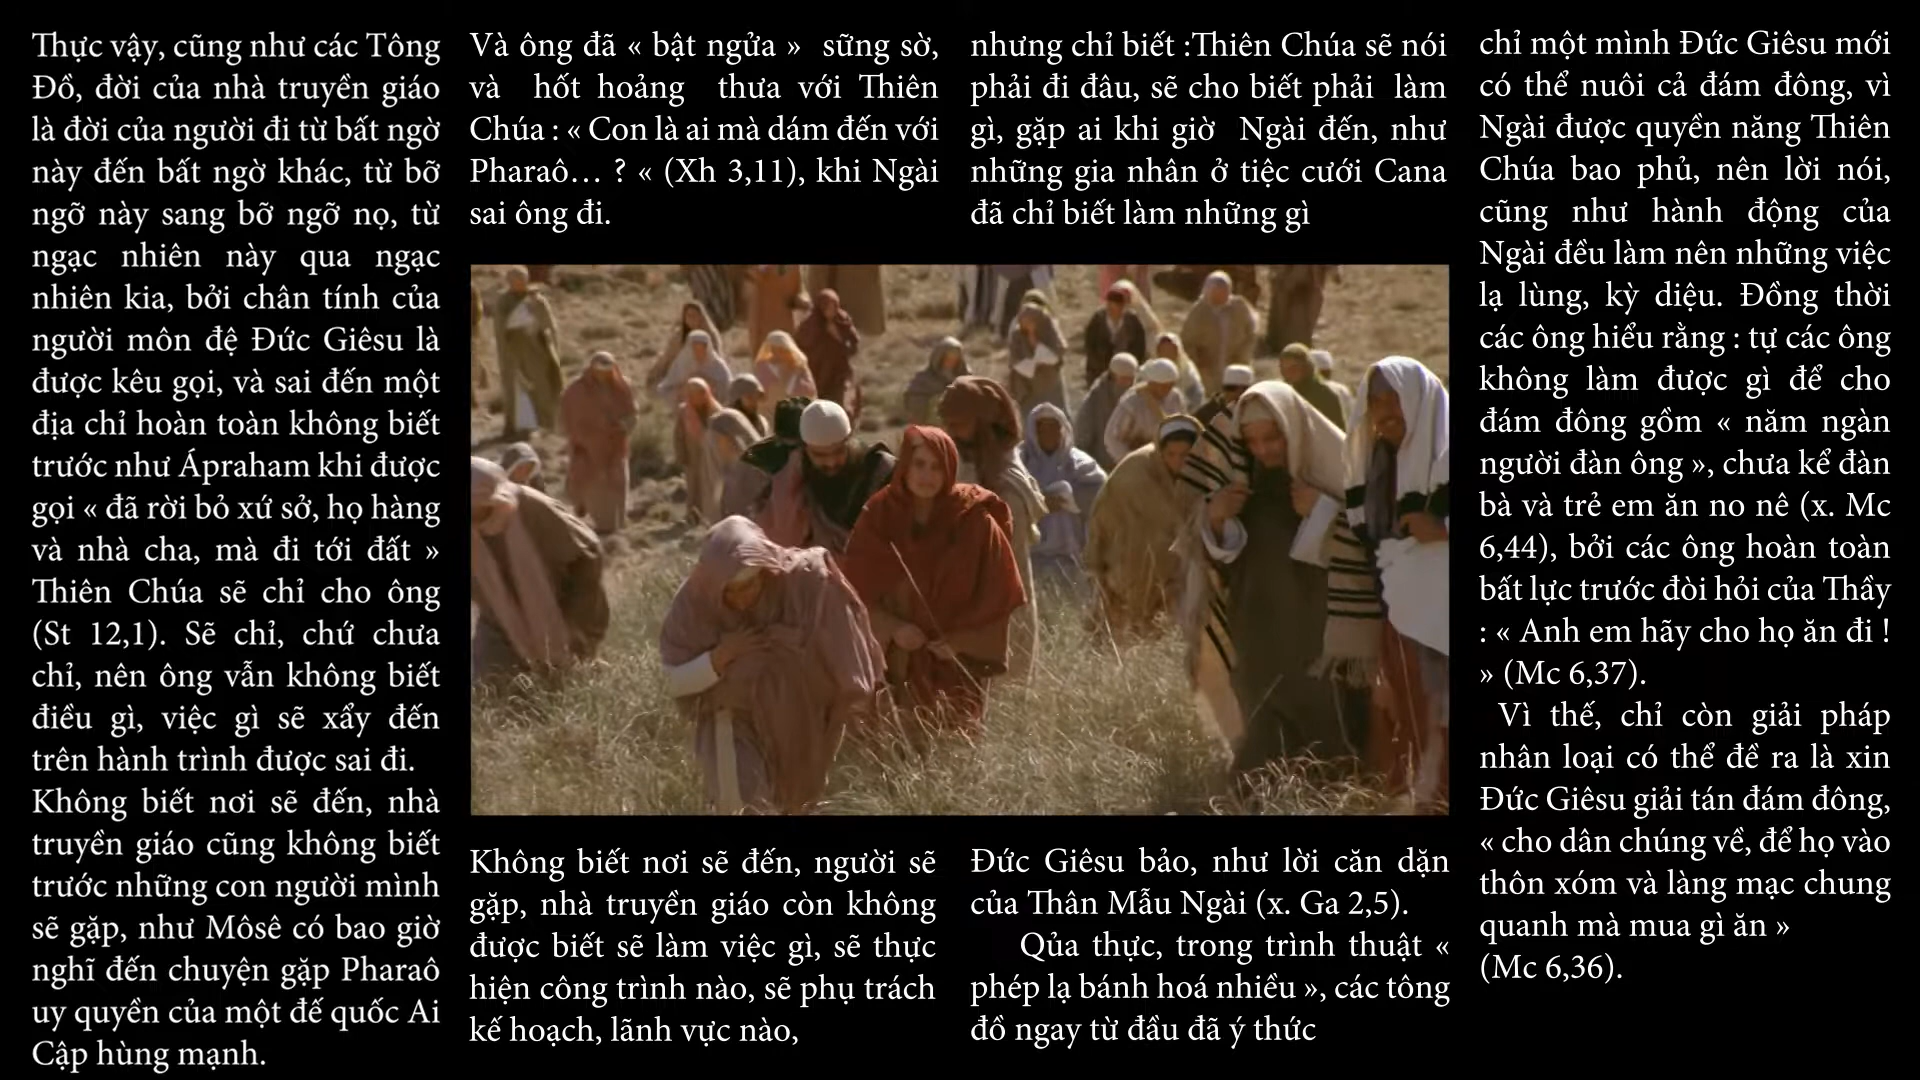 Thực vậy, cũng như các Tông
Đồ, đời của nhà truyền giáo
là đời của người đi từ bất ngờ
này đến bất ngờ khác, từ bỡ
ngỡ này sang bỡ ngỡ nọ, từ
ngạc nhiên này qua ngạc
nhiên kia, bởi chân tính của
người môn đệ Đức Giêsu là
được kêu gọi, và sai đến một
địa chỉ hoàn toàn không biết
trước như Ápraham khi được
gọi « đã rời bỏ xứ sở, họ hàng
và nhà cha, mà đi tới đất »
Thiên Chúa sẽ chỉ cho ông
(St 12,1). Sẽ chỉ, chứ chưa
chỉ, nên ông vẫn không biết
điều gì, việc gì sẽ xẩy đến
trên hành trình được sai đi.
Không biết nơi sẽ đến, nhà
truyền giáo cũng không biết
trước những con người mình
sẽ gặp, như Môsê có bao giờ
nghĩ đến chuyện gặp Pharaô
uy quyền của một đế quốc Ai
Cập hùng mạnh.
Và ông đã « bật ngửa » sững sờ,
và hốt hoảng thưa với Thiên
Chúa : « Con là ai mà dám đến với
Pharaô… ? « (Xh 3,11), khi Ngài
sai ông đi.
Không biết nơi sẽ đến, người sẽ
gặp, nhà truyền giáo còn không
được biết sẽ làm việc gì, sẽ thực
hiện công trình nào, sẽ phụ trách
kế hoạch, lãnh vực nào,
nhưng chỉ biết :Thiên Chúa sẽ nói
phải đi đâu, sẽ cho biết phải làm
gì, gặp ai khi giờ Ngài đến, như
những gia nhân ở tiệc cưới Cana
đã chỉ biết làm những gì
Đức Giêsu bảo, như lời căn dặn
của Thân Mẫu Ngài (x. Ga 2,5).
Qủa thực, trong trình thuật «
phép lạ bánh hoá nhiều », các tông
đồ ngay từ đầu đã ý thức
chỉ một mình Đức Giêsu mới
có thể nuôi cả đám đông, vì
Ngài được quyền năng Thiên
Chúa bao phủ, nên lời nói,
cũng như hành động của
Ngài đều làm nên những việc
lạ lùng, kỳ diệu. Đồng thời
các ông hiểu rằng : tự các ông
không làm được gì để cho
đám đông gồm « năm ngàn
người đàn ông », chưa kể đàn
bà và trẻ em ăn no nê (x. Mc
6,44), bởi các ông hoàn toàn
bất lực trước đòi hỏi của Thầy
: « Anh em hãy cho họ ăn đi !
» (Mc 6,37).
Vì thế, chỉ còn giải pháp
nhân loại có thể đề ra là xin
Đức Giêsu giải tán đám đông,
« cho dân chúng về, để họ vào
thôn xóm và làng mạc chung
quanh mà mua gì ăn »
(Mc 6,36).